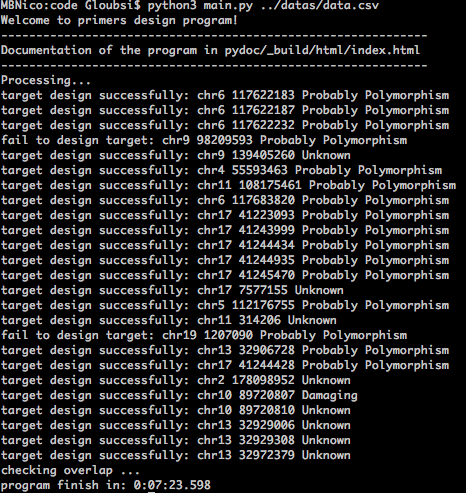 MBNico:code Gloubsi$ python3 main.py ../datas/data.csv
Welcome to primers design program!
------------------------------------------------------------
Documentation of the program in pydoc/_build/html/index.html
------------------------------------------------------------
Processing...
target design successfully: chr6 117622183 Probably Polymorphism
target design successfully: chr6 117622187 Probably Polymorphism
target design successfully: chr6 117622232 Probably Polymorphism
fail to design target: chr9 98209593 Probably Polymorphism
target design successfully: chr9 139405260 Unknown
target design successfully: chr4 55593463 Probably Polymorphism
target design successfully: chr11 108175461 Probably Polymorphism
target design successfully: chr6 117683820 Probably Polymorphism
target design successfully: chr17 41223093 Probably Polymorphism
target design successfully: chr17 41243999 Probably Polymorphism
target design successfully: chr17 41244434 Probably Polymorphism
target design successfully: chr17 41244935 Probably Polymorphism
target design successfully: chr17 41245470 Probably Polymorphism
target design successfully: chr17 7577155 Unknown
target design successfully: chr5 112176755 Probably Polymorphism
target design successfully: chr11 314206 Unknown
fail to design target: chr19 1207090 Probably Polymorphism
target design successfully: chr13 32906728 Probably Polymorphism
target design successfully: chr17 41244428 Probably Polymorphism
target design successfully: chr2 178098952 Unknown
target design successfully: chr10 89720807 Damaging
target design successfully: chr10 89720810 Unknown
target design successfully: chr13 32929006 Unknown
target design successfully: chr13 32929308 Unknown
target design successfully: chr13 32972379 Unknown
checking overlap ...
program finish in: 0:07:23.598